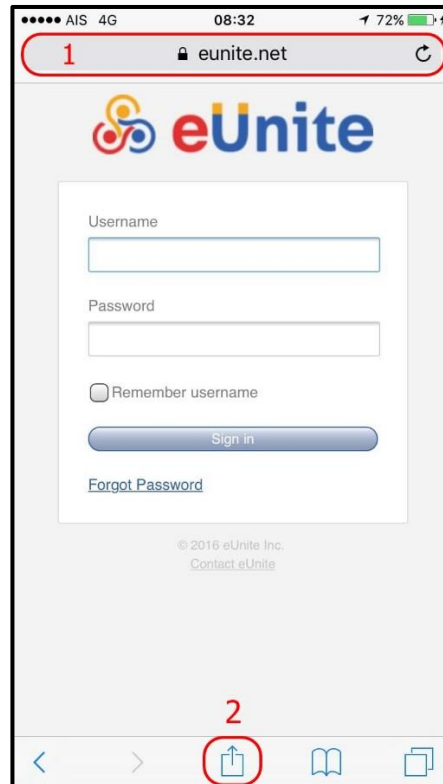 AIS 4G 08:32 72%
1 eunite.net
eUnite
Username
Password
Remember username
Sign in
Forgot Password
© 2016 eUnite Inc.
Contact eUnite
2